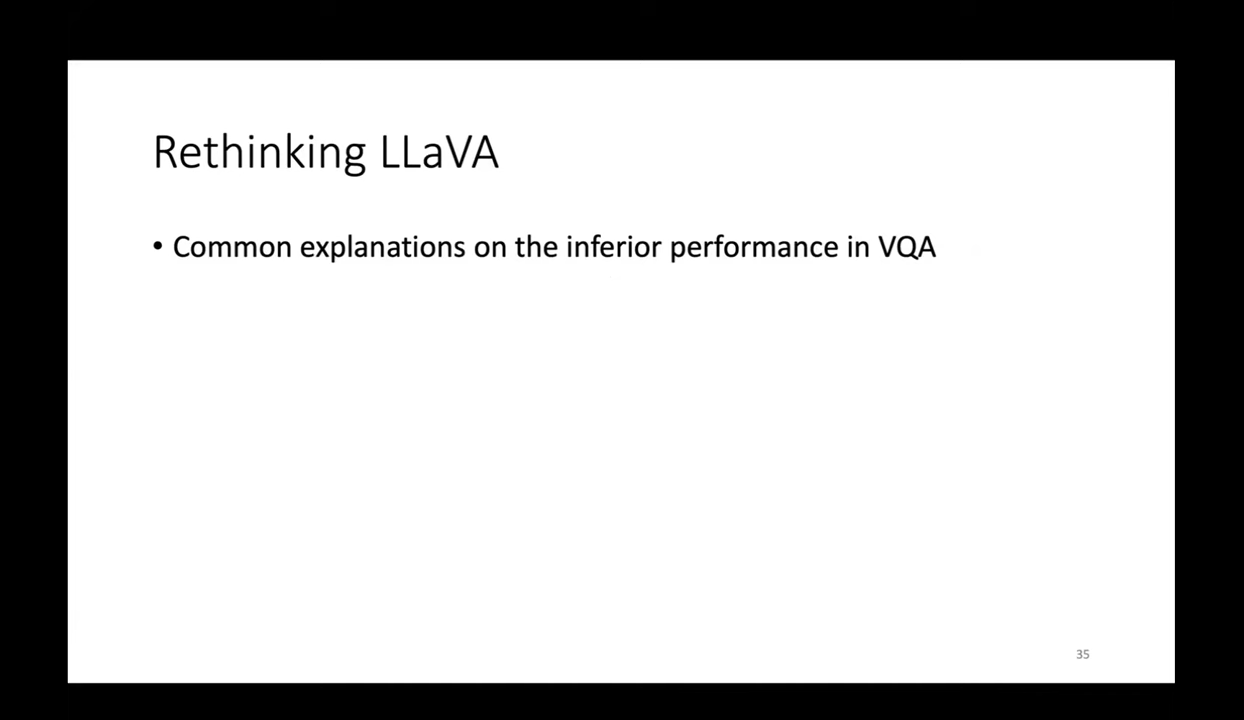 Rethinking LLaVA
• Common explanations on the inferior performance in VQA
35